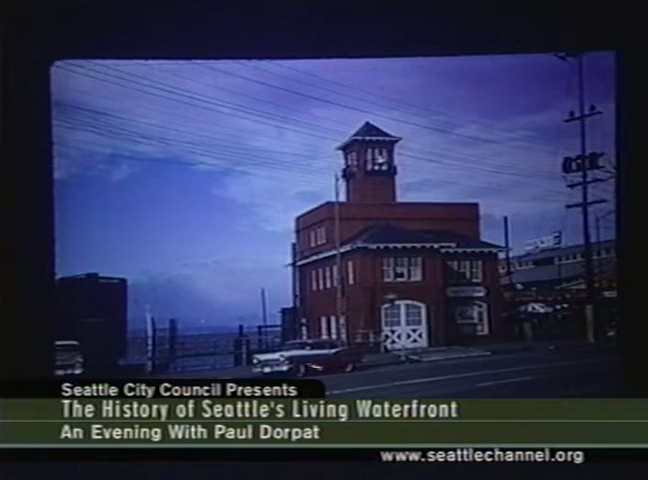 Seattle City Council Presents
The History of Seattle's Living Waterfront
An Evening With Paul Dorpat
www.seattlechannel.org